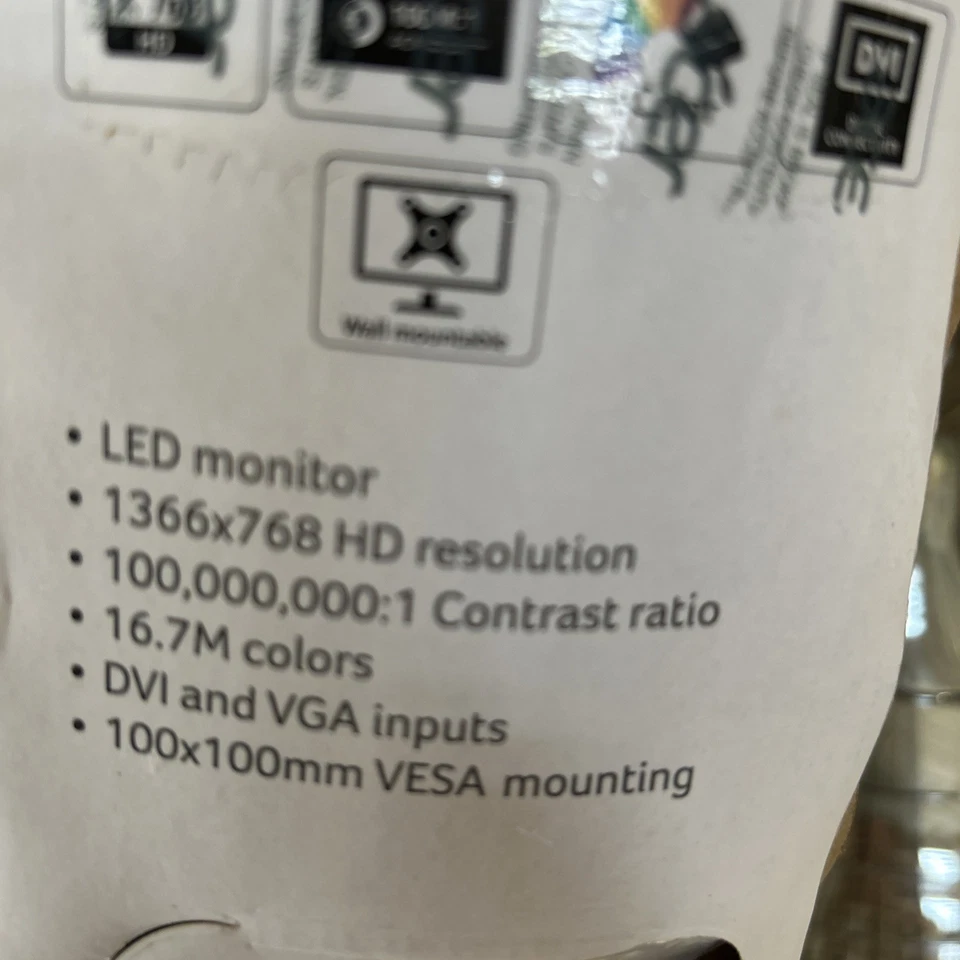 HD
DVI
Wall mountable
• LED monitor
• 1366x768 HD resolution
• 100,000,000:1 Contrast ratio
• 16.7M colors
• DVI and VGA inputs
• 100x100mm VESA mounting